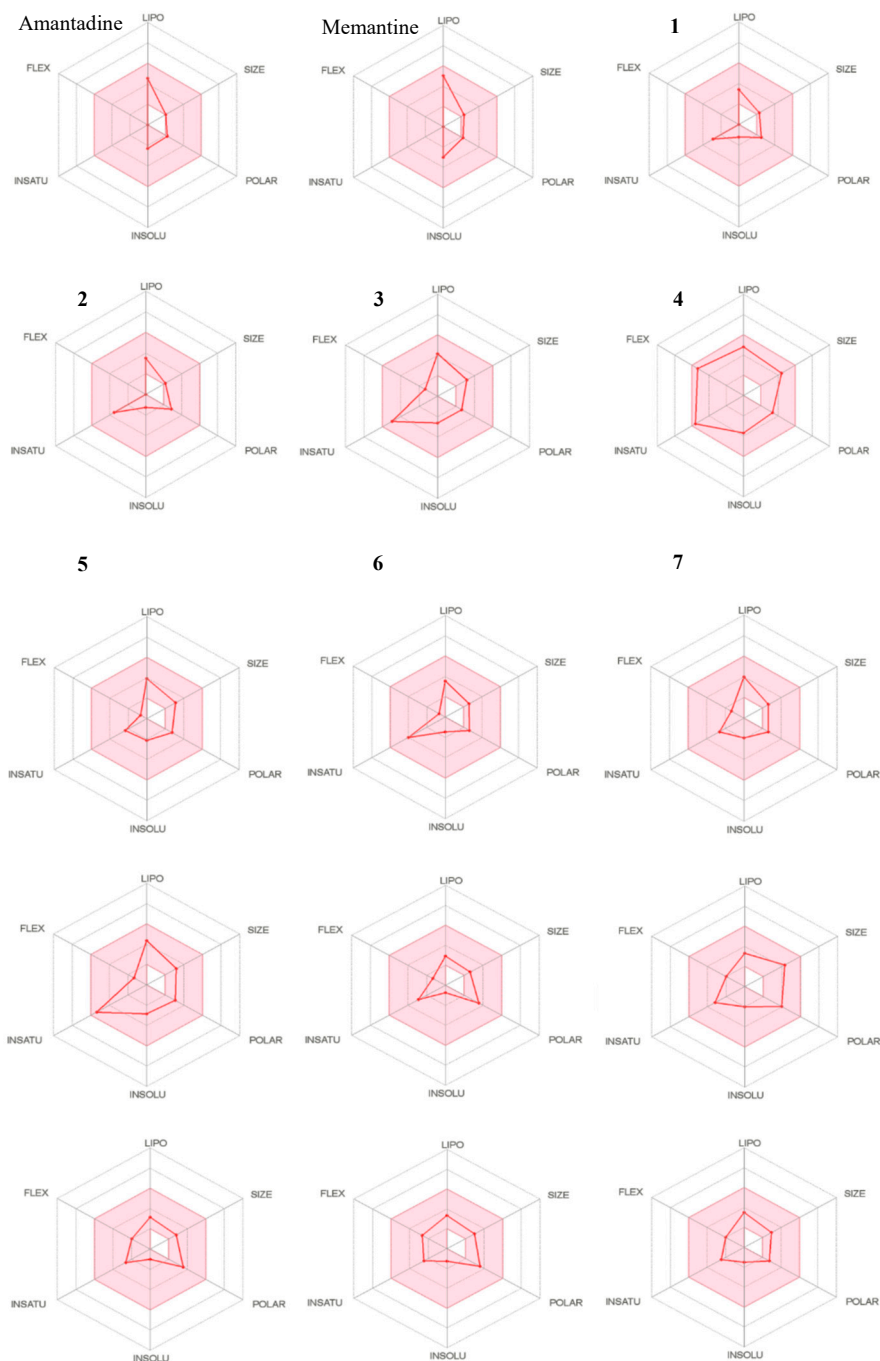 Amantadine Memantine 1
LIPO LIPO LIPO
FLEX SIZE FLEX SIZE FLEX SIZE
INSATU POLAR INSATU POLAR INSATU POLAR
INSOLU INSOLU INSOLU
2 3 4
LIPO LIPO LIPO
FLEX SIZE FLEX SIZE FLEX SIZE
INSATU POLAR INSATU POLAR INSATU POLAR
INSOLU INSOLU INSOLU
5 6 7
LIPO LIPO LIPO
FLEX SIZE FLEX SIZE FLEX SIZE
INSATU POLAR INSATU POLAR INSATU POLAR
INSOLU INSOLU INSOLU
LIPO LIPO LIPO
FLEX SIZE FLEX SIZE FLEX SIZE
INSATU POLAR INSATU POLAR INSATU POLAR
INSOLU INSOLU INSOLU
LIPO LIPO LIPO
FLEX SIZE FLEX SIZE FLEX SIZE
INSATU POLAR INSATU POLAR INSATU POLAR
INSOLU INSOLU INSOLU